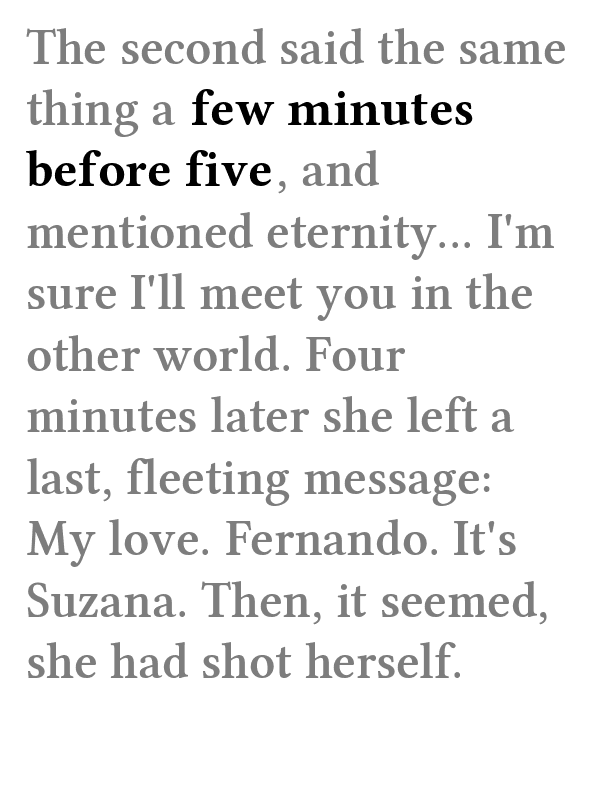 The second said the same
thing a few minutes
before five, and
mentioned eternity... I'm
sure I'll meet you in the
other world. Four
minutes later she left a
last, fleeting message:
My love. Fernando. It's
Suzana. Then, it seemed,
she had shot herself.